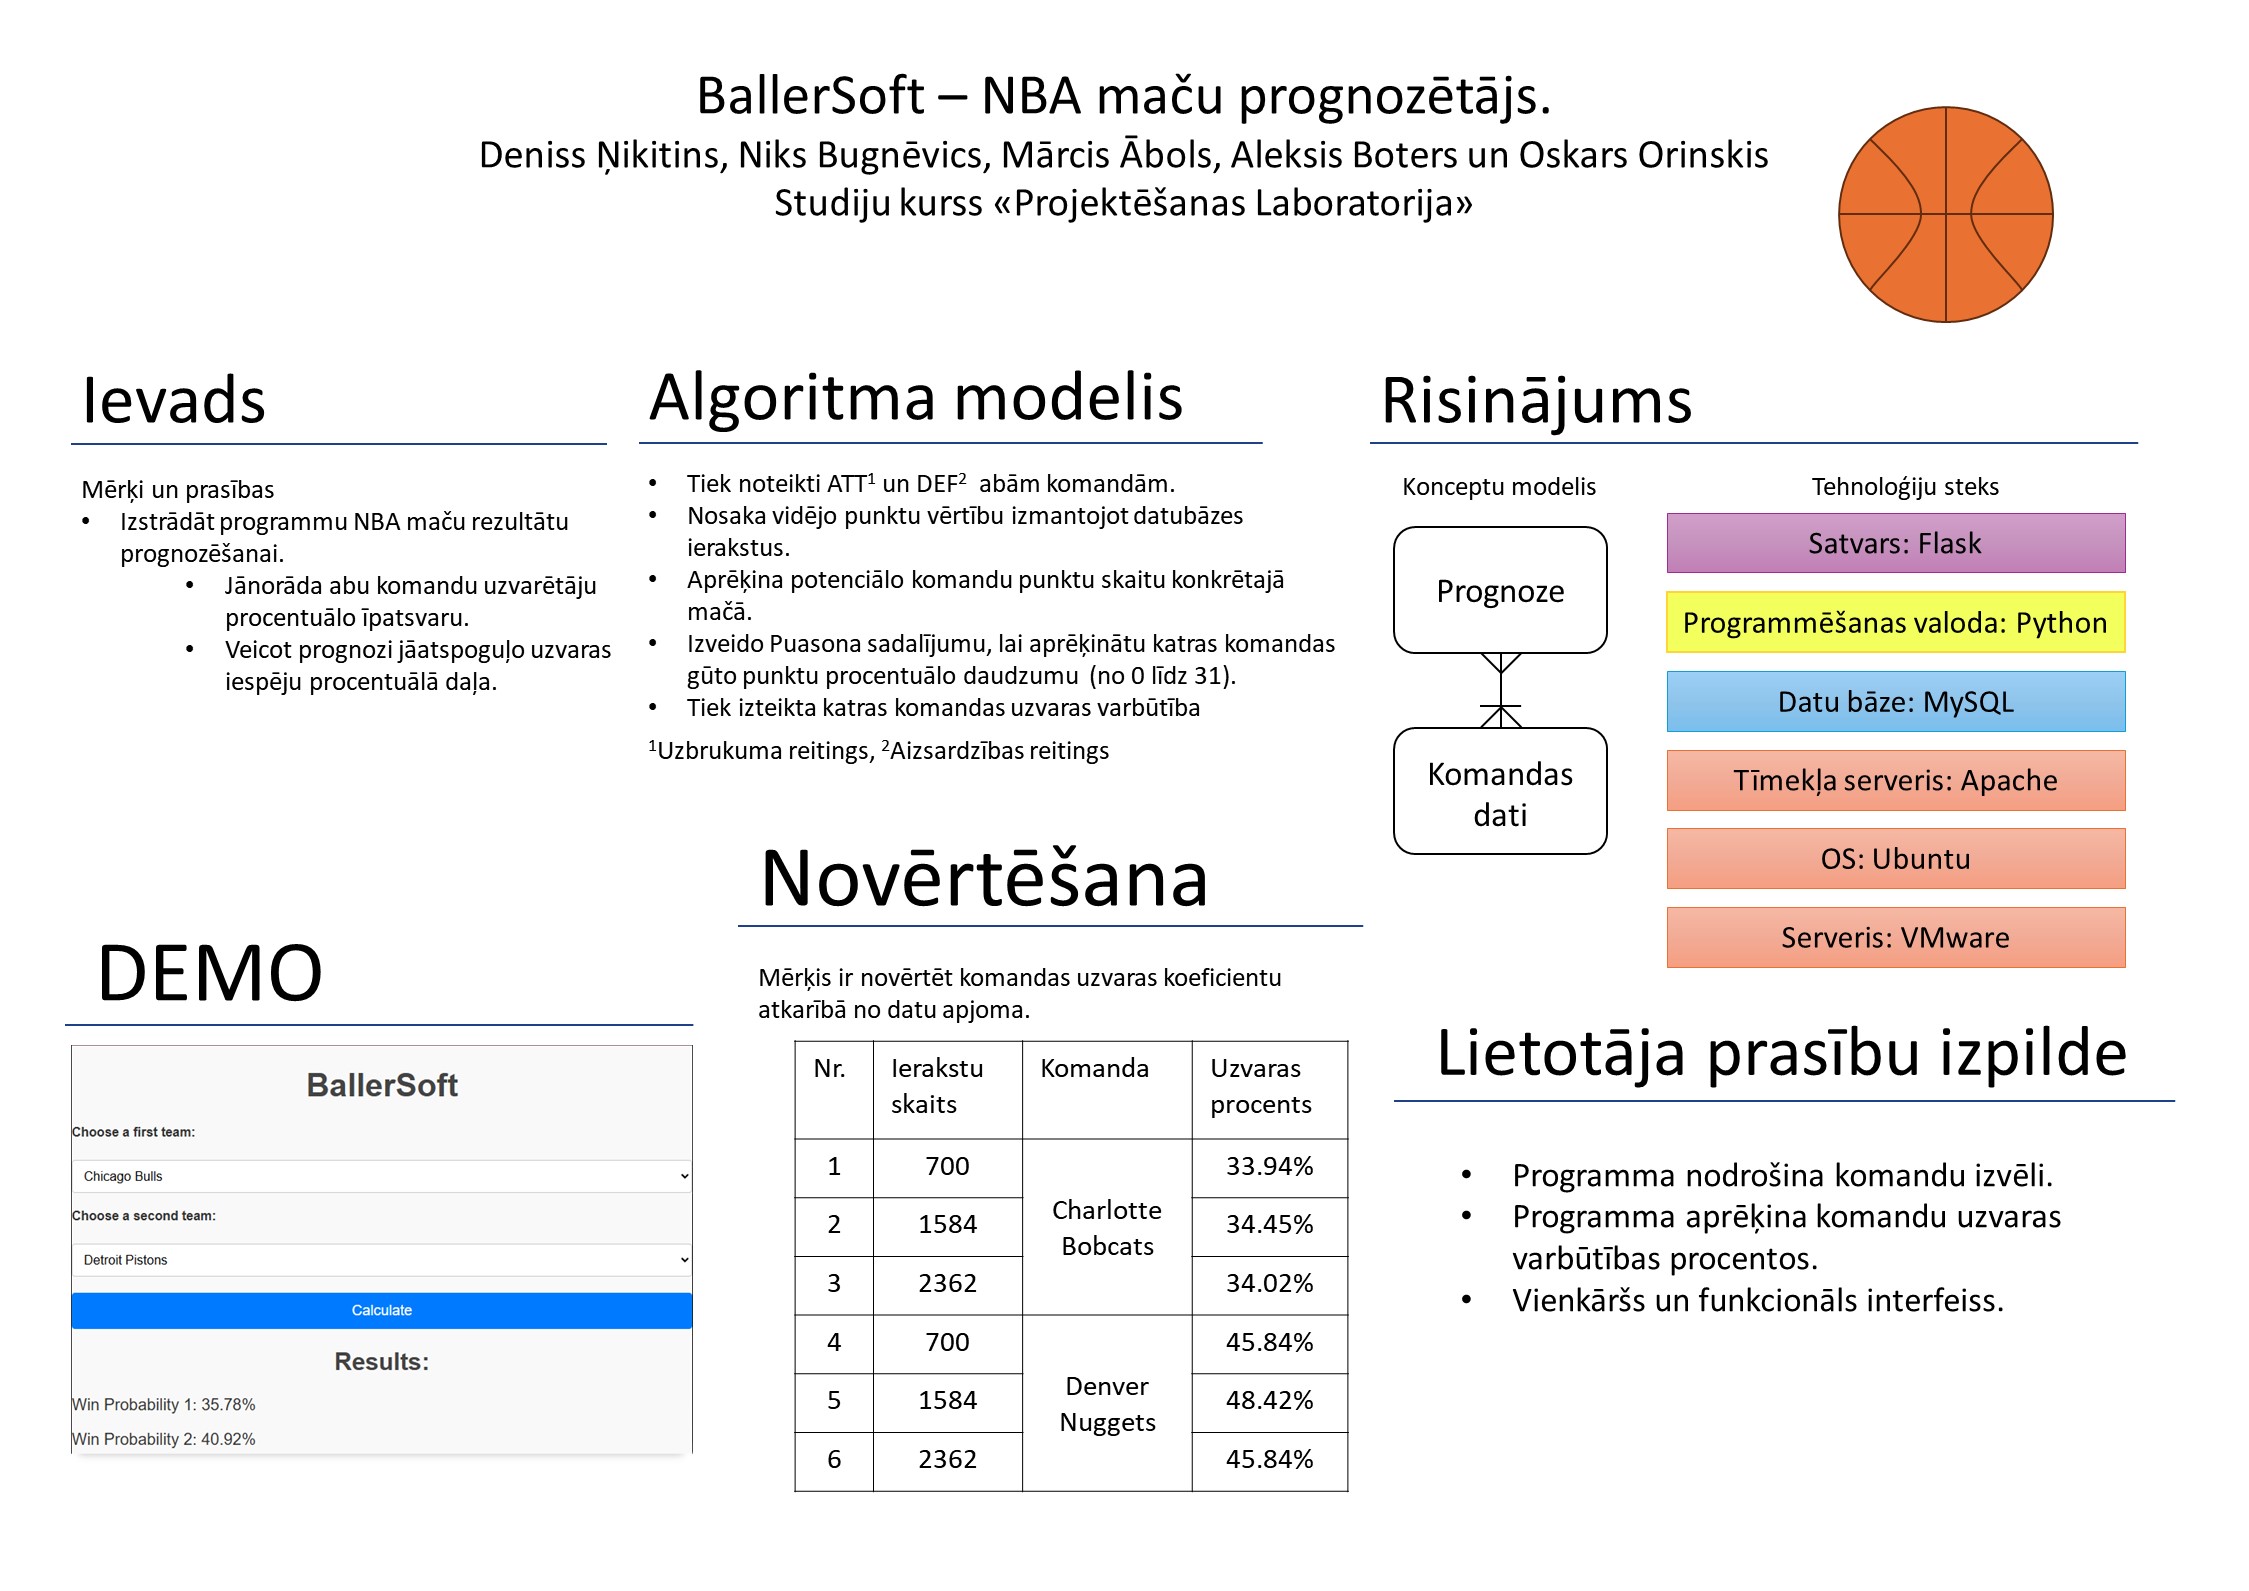 BallerSoft – NBA maču prognozētājs.
Deniss Ņikitins, Niks Bugnēvics, Mārcis Ābols, Aleksis Boters un Oskars Orinskis
Studiju kurss «Projektēšanas Laboratorija»
Ievads
Mērķi un prasības
• Izstrādāt programmu NBA maču rezultātu
prognozēšanai.
• Jānorāda abu komandu uzvarētāju
procentuālo īpatsvaru.
• Veicot prognozi jāatspoguļo uzvaras
iespēju procentuālā daļa.
Algoritma modelis
• Tiek noteikti ATT¹ un DEF² abām komandām.
• Nosaka vidējo punktu vērtību izmantojot datubāzes
ierakstus.
• Aprēķina potenciālo komandu punktu skaitu konkrētajā
mačā.
• Izveido Puasona sadalījumu, lai aprēķinātu katras komandas
gūto punktu procentuālo daudzumu (no 0 līdz 31).
• Tiek izteikta katras komandas uzvaras varbūtība
¹Uzbrukuma reitings, ²Aizsardzības reitings
Risinājums
Konceptu modelis
Prognoze
Komandas
dati
Tehnoloģiju steks
Satvars: Flask
Programmēšanas valoda: Python
Datu bāze: MySQL
Tīmekļa serveris: Apache
OS: Ubuntu
Serveris: VMware
DEMO
BallerSoft
Choose a first team:
Chicago Bulls
Choose a second team:
Detroit Pistons
Calculate
Results:
Win Probability 1: 35.78%
Win Probability 2: 40.92%
Novērtēšana
Mērķis ir novērtēt komandas uzvaras koeficientu
atkarībā no datu apjoma.
Nr. Ierakstu skaits Komanda Uzvaras procents
1 700 Charlotte Bobcats 33.94%
2 1584 34.45%
3 2362 34.02%
4 700 Denver Nuggets 45.84%
5 1584 48.42%
6 2362 45.84%
Lietotāja prasību izpilde
• Programma nodrošina komandu izvēli.
• Programma aprēķina komandu uzvaras
varbūtības procentos.
• Vienkāršs un funkcionāls interfeiss.